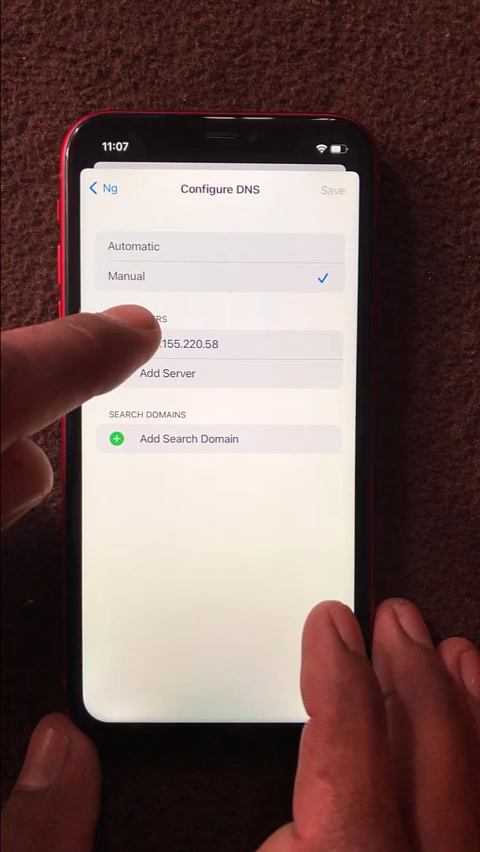 11:07
Ng
Configure DNS
Save
Automatic
Manual
RS
.155.220.58
Add Server
SEARCH DOMAINS
Add Search Domain